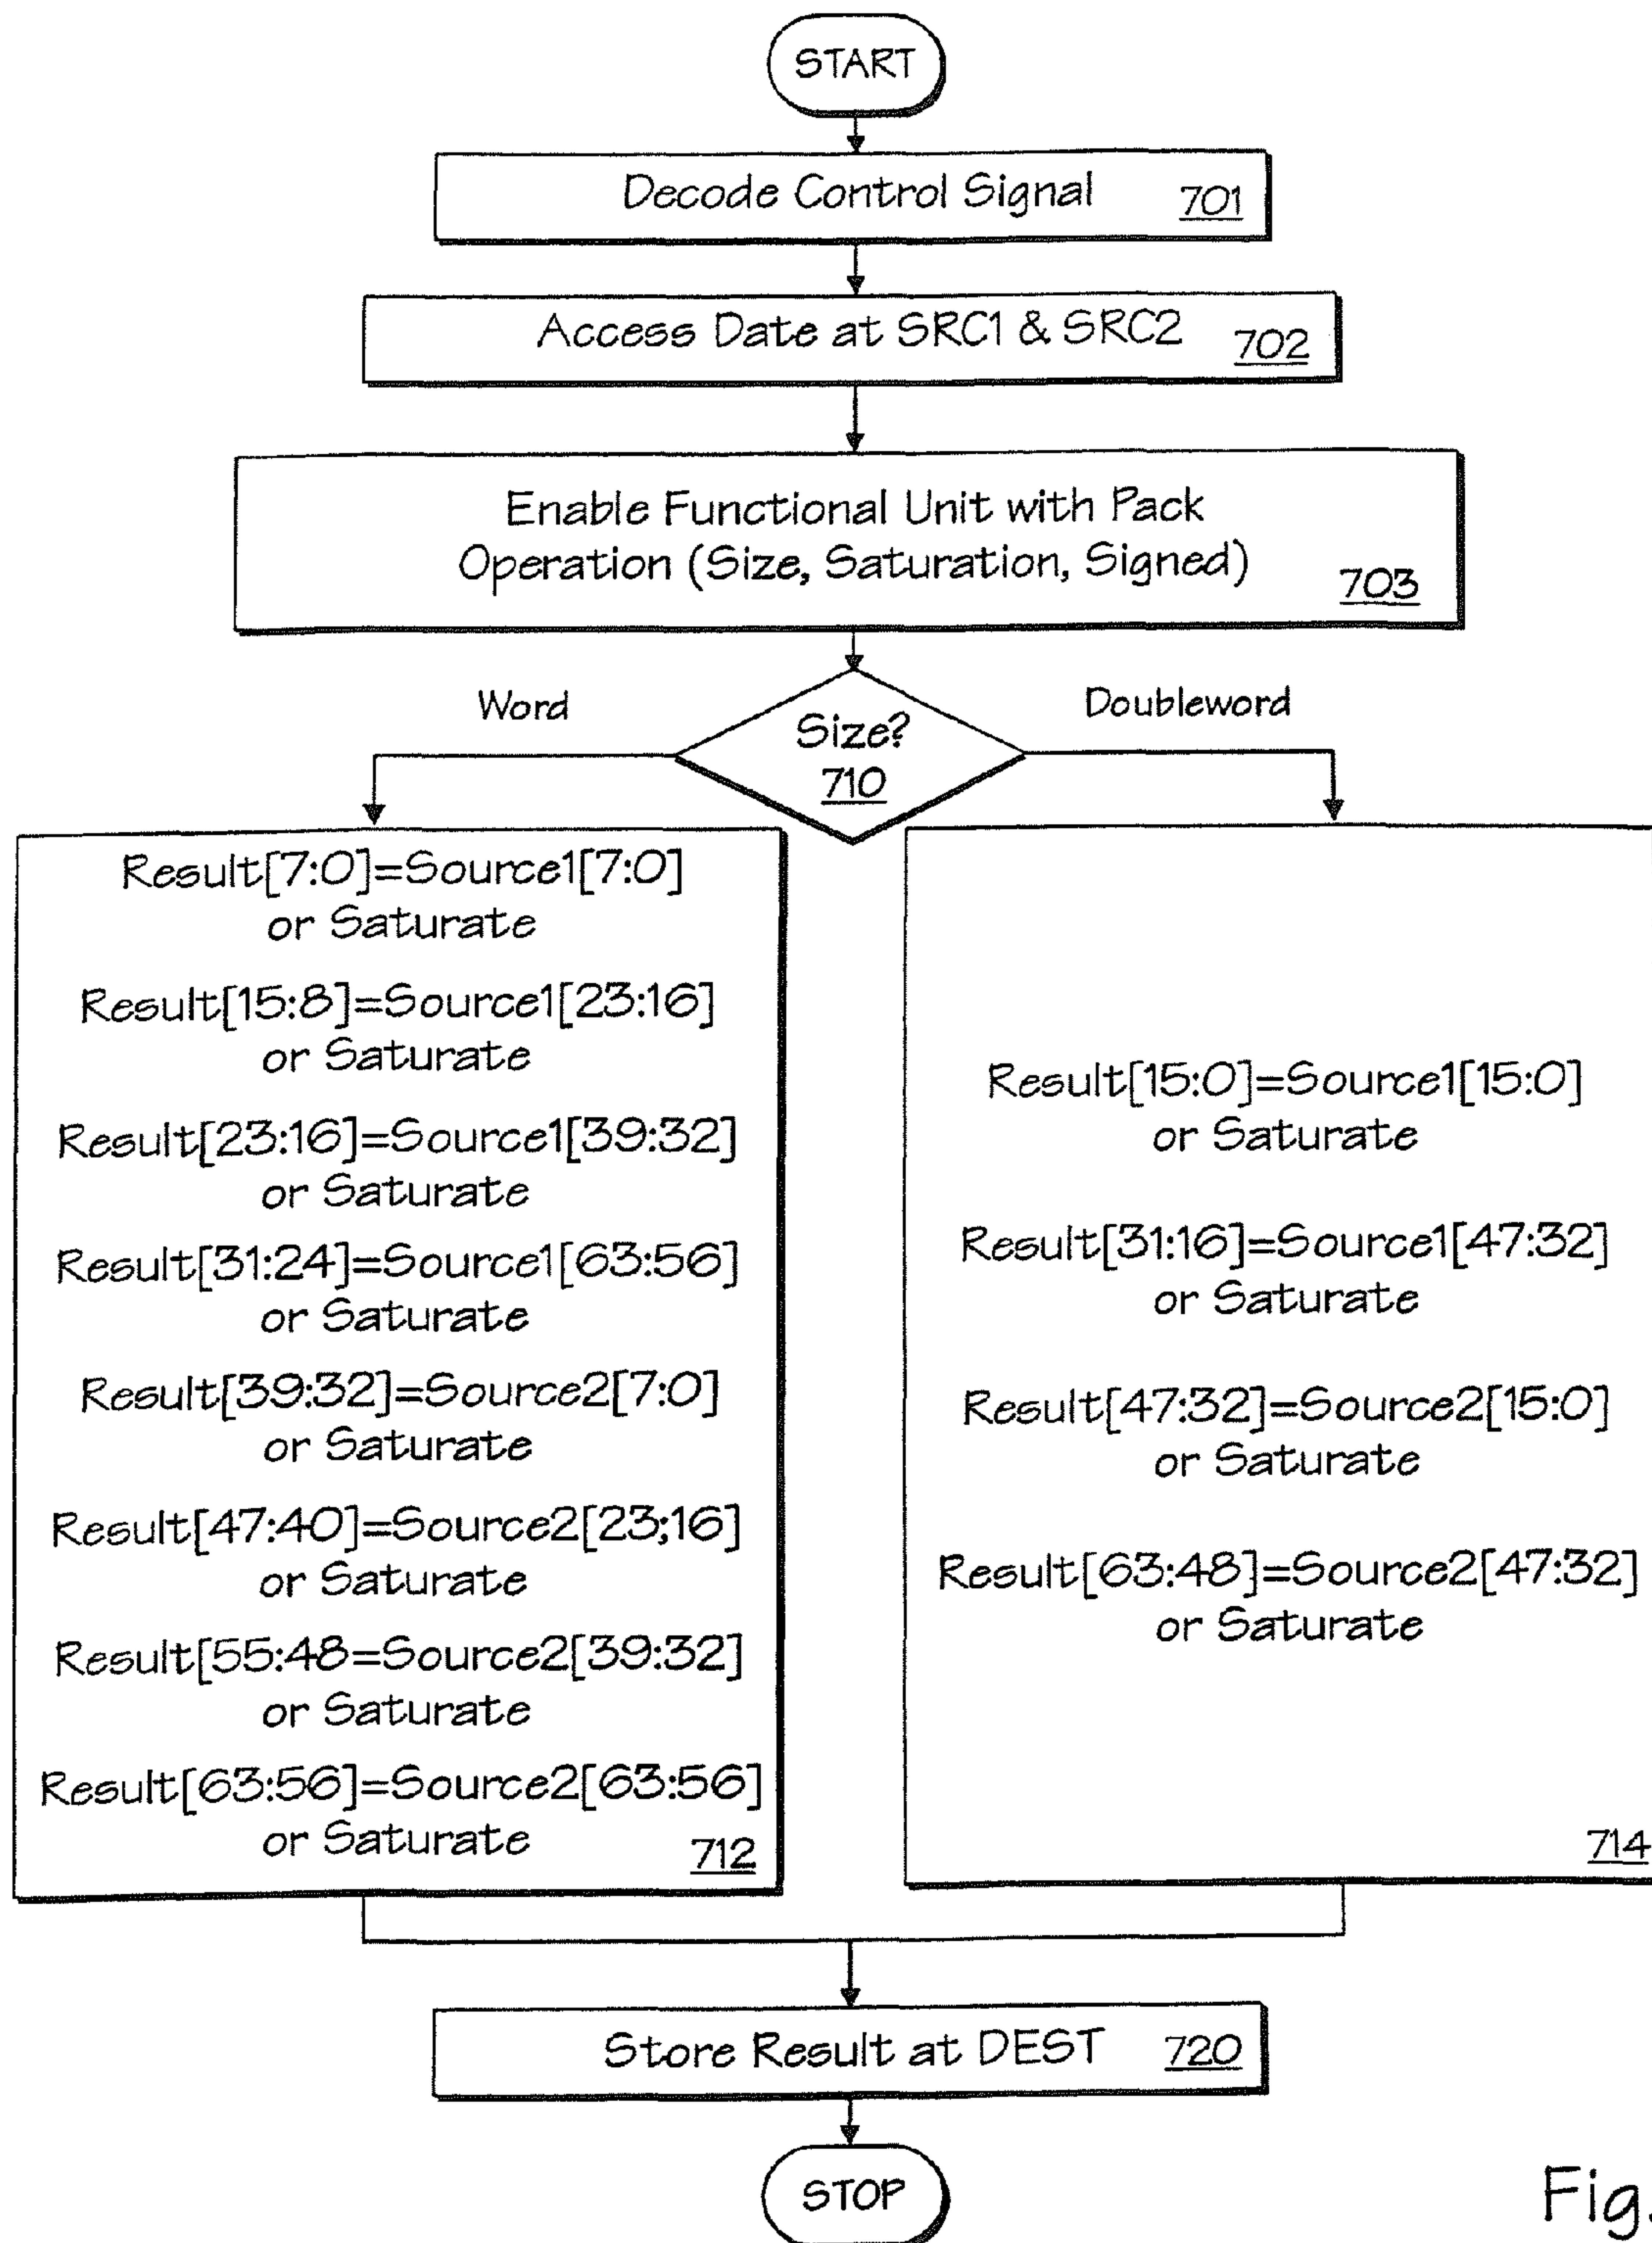 START
Decode Control Signal 701
Access Date at SRC1 & SRC2 702
Enable Functional Unit with Pack
Operation (Size, Saturation, Signed)
703
Word
Size?
710
Doubleword
Result[7:0]=Source1[7:0]
or Saturate
Result[15:8]=Source1[23:16]
or Saturate
Result[23:16]=Source1[39:32]
or Saturate
Result[31:24]=Source1[63:56]
or Saturate
Result[39:32]=Source2[7:0]
or Saturate
Result[47:40]=Source2[23;16]
or Saturate
Result[55:48=Source2[39:32]
or Saturate
Result[63:56]=Source2[63:56]
or Saturate
712
Result[15:0]=Source1[15:0]
or Saturate
Result[31:16]=Source1[47:32]
or Saturate
Result[47:32]=Source2[15:0]
or Saturate
Result[63:48]=Source2[47:32]
or Saturate
714
Store Result at DEST 720
STOP
Fig.